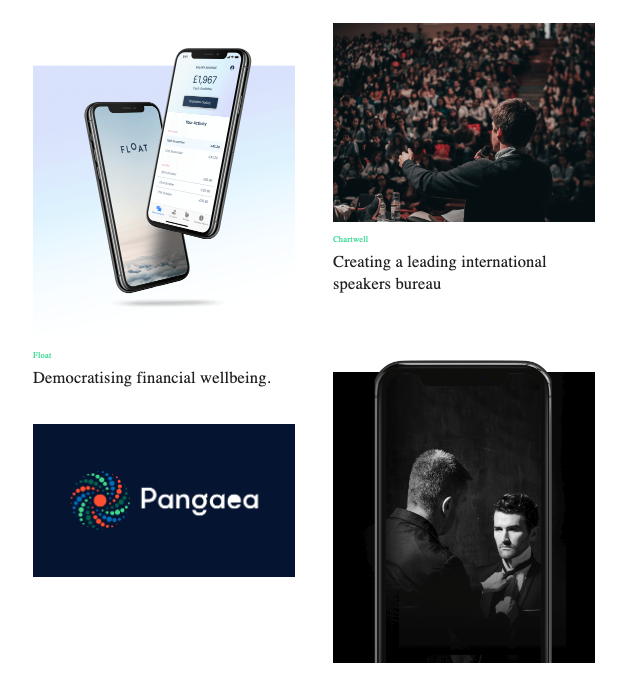 FLOAT
£1,967
Your Activity
Float
Democratising financial wellbeing.
Chartwell
Creating a leading international
speakers bureau
Pangaea